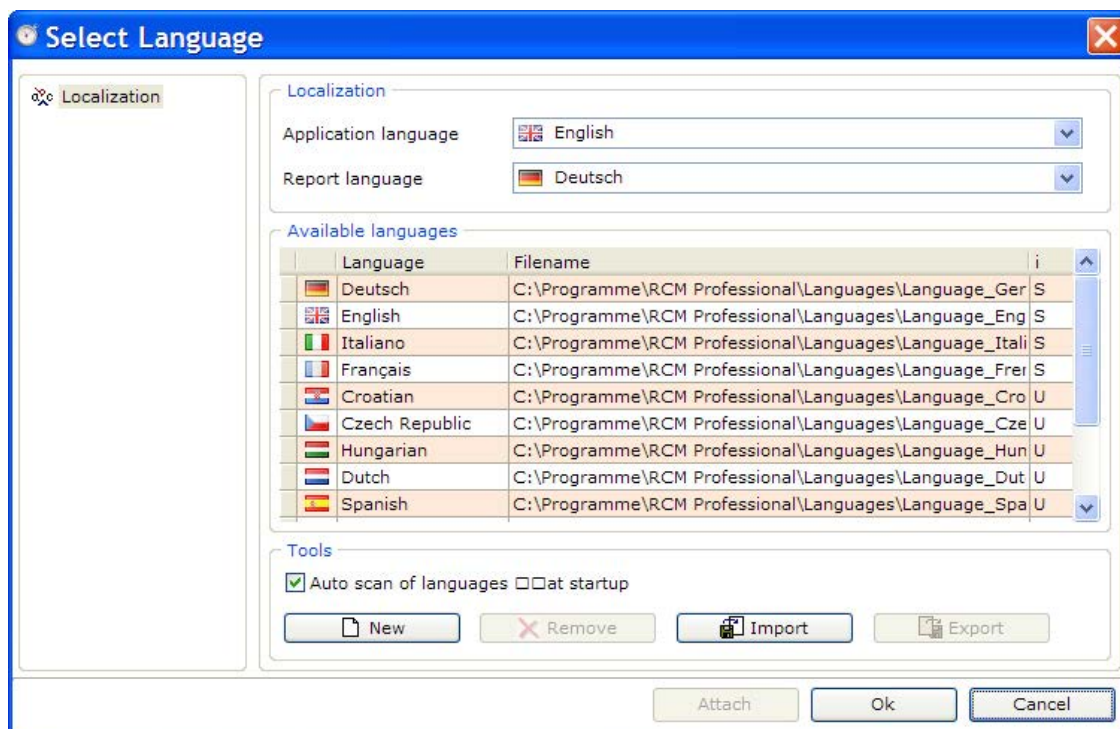 Select Language
Localization
Localization
Application language English
Report language Deutsch
Available languages
Language Filename i
Deutsch C:\Programme\RCM Professional\Languages\Language_Ger S
English C:\Programme\RCM Professional\Languages\Language_Eng S
Italiano C:\Programme\RCM Professional\Languages\Language_Itali S
Français C:\Programme\RCM Professional\Languages\Language_Fren S
Croatian C:\Programme\RCM Professional\Languages\Language_Cro U
Czech Republic C:\Programme\RCM Professional\Languages\Language_Cze U
Hungarian C:\Programme\RCM Professional\Languages\Language_Hun U
Dutch C:\Programme\RCM Professional\Languages\Language_Dut U
Spanish C:\Programme\RCM Professional\Languages\Language_Spa U
Tools
Auto scan of languages □□at startup
New Remove Import Export
Attach Ok Cancel